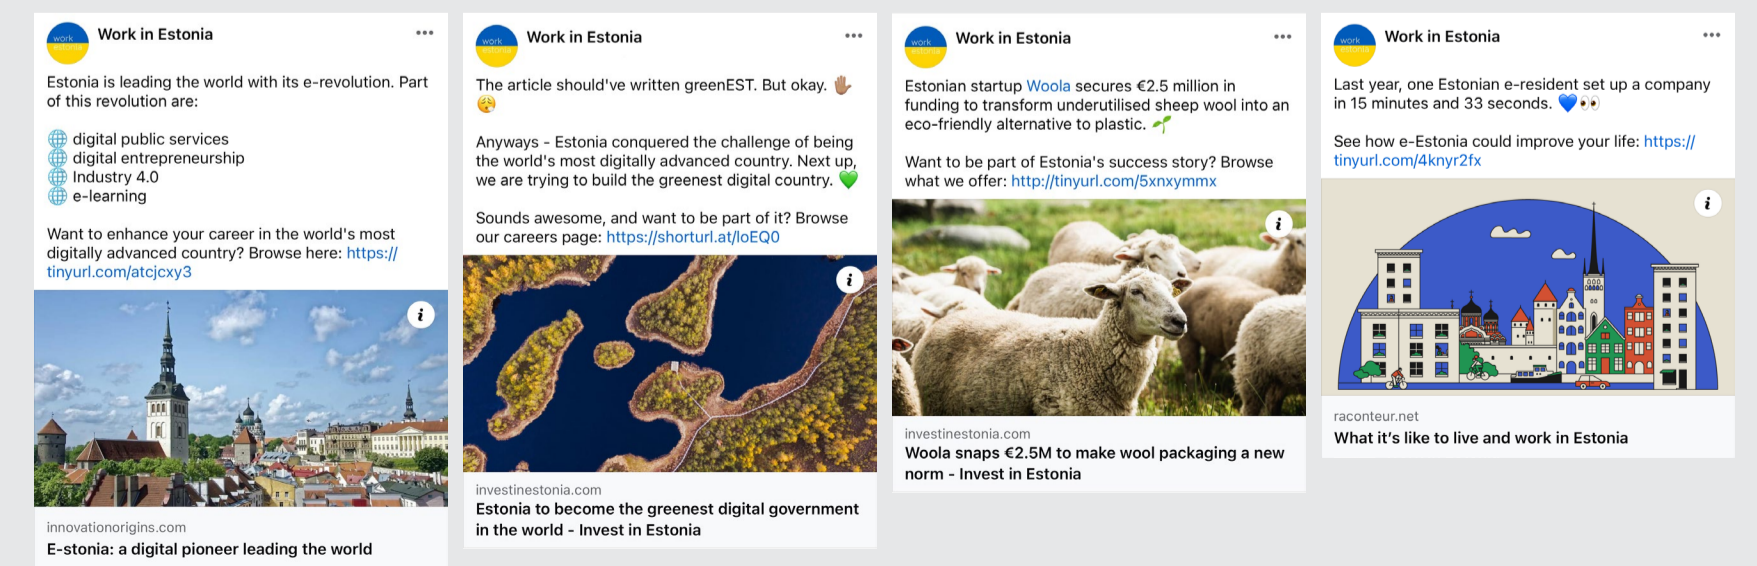 work
estonia
Work in Estonia
Estonia is leading the world with its e-revolution. Part
of this revolution are:
digital public services
digital entrepreneurship
Industry 4.0
e-learning
Want to enhance your career in the world's most
digitally advanced country? Browse here: https://
tinyurl.com/atcjcxy3
i
innovationorigins.com
E-stonia: a digital pioneer leading the world
work
estonia
Work in Estonia
The article should've written greenEST. But okay.
Anyways - Estonia conquered the challenge of being
the world's most digitally advanced country. Next up,
we are trying to build the greenest digital country.
Sounds awesome, and want to be part of it? Browse
our careers page: https://shorturl.at/loEQ0
i
investinestonia.com
Estonia to become the greenest digital government
in the world - Invest in Estonia
work
estonia
Work in Estonia
Estonian startup Woola secures €2.5 million in
funding to transform underutilised sheep wool into an
eco-friendly alternative to plastic.
Want to be part of Estonia's success story? Browse
what we offer: http://tinyurl.com/5xnxymmx
i
investinestonia.com
Woola snaps €2.5M to make wool packaging a new
norm - Invest in Estonia
work
estonia
Work in Estonia
Last year, one Estonian e-resident set up a company
in 15 minutes and 33 seconds.
See how e-Estonia could improve your life: https://
tinyurl.com/4knyr2fx
i
raconteur.net
What it's like to live and work in Estonia